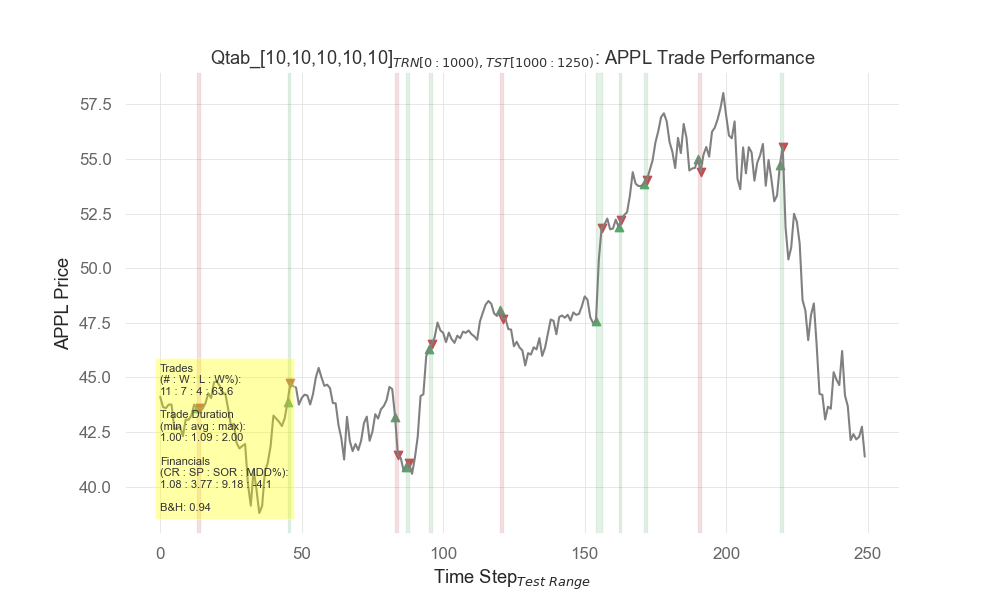 Qtab_[10,10,10,10,10]TRN[0 : 1000), TST[1000 : 1250): APPL Trade Performance
57.5
55.0
52.5
50.0
47.5
45.0
42.5
40.0
APPL Price
Trades
(# : W : L : W%):
11 : 7 : 4 : 63.6
Trade Duration
(min : avg : max):
1.00 : 1.09 : 2.00
Financials
(CR : SP : SOR : MDD%):
1.08 : 3.77 : 9.18 : -4.1
B&H: 0.94
0 50 100 150 200 250
Time StepTest Range